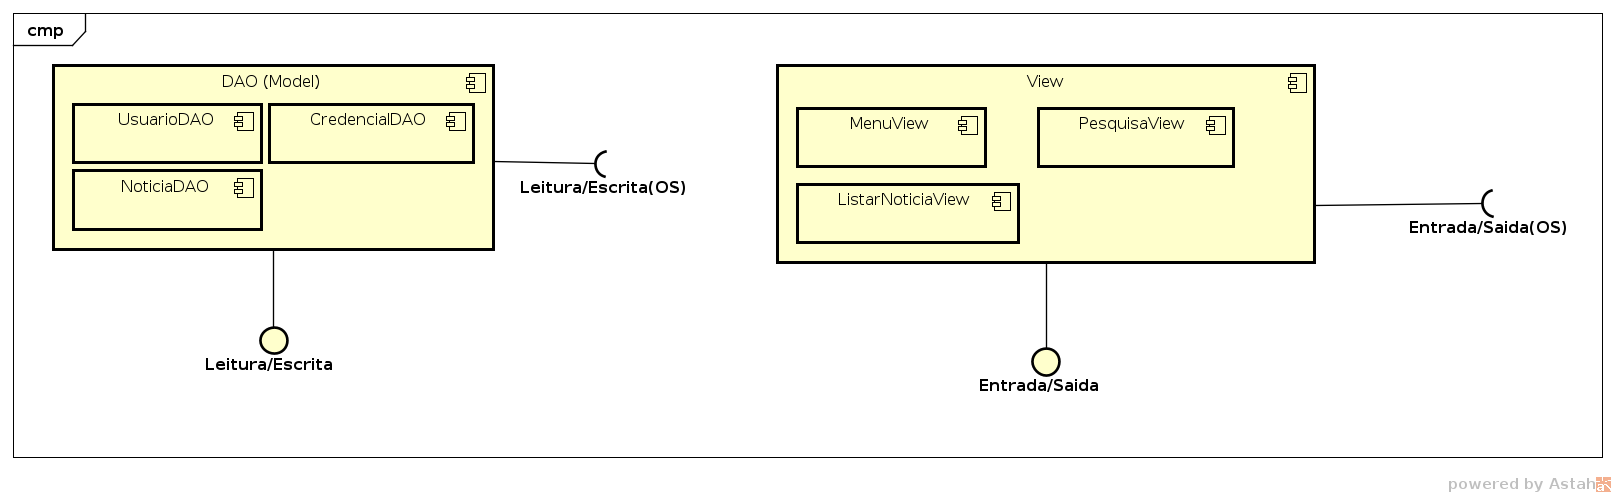 cmp
DAO (Model)
UsuarioDAO
CredencialDAO
NoticiaDAO
Leitura/Escrita(OS)
Leitura/Escrita
View
MenuView
PesquisaView
ListarNoticiaView
Entrada/Saida(OS)
Entrada/Saida
powered by Astah